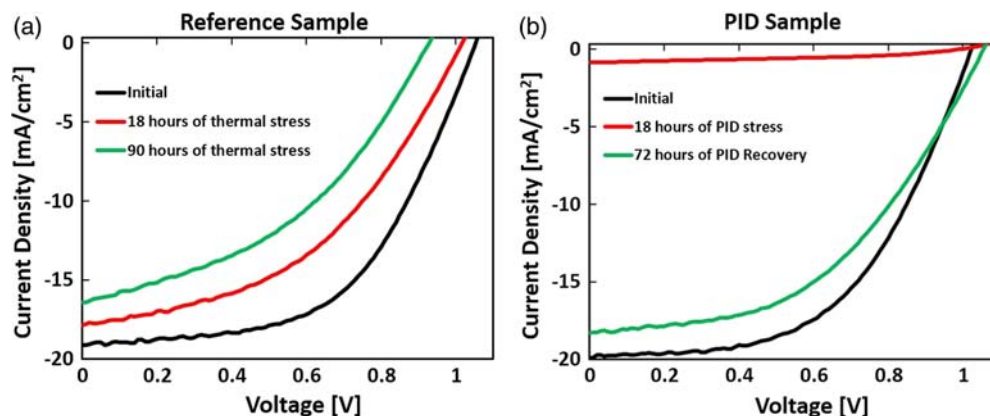 (a)
Reference Sample
0
-5
-10
-15
-20
Current Density [mA/cm²]
Initial
18 hours of thermal stress
90 hours of thermal stress
0
0.2
0.4
0.6
0.8
1
Voltage [V]
(b)
PID Sample
0
-5
-10
-15
-20
Current Density [mA/cm²]
Initial
18 hours of PID stress
72 hours of PID Recovery
0
0.2
0.4
0.6
0.8
1
Voltage [V]